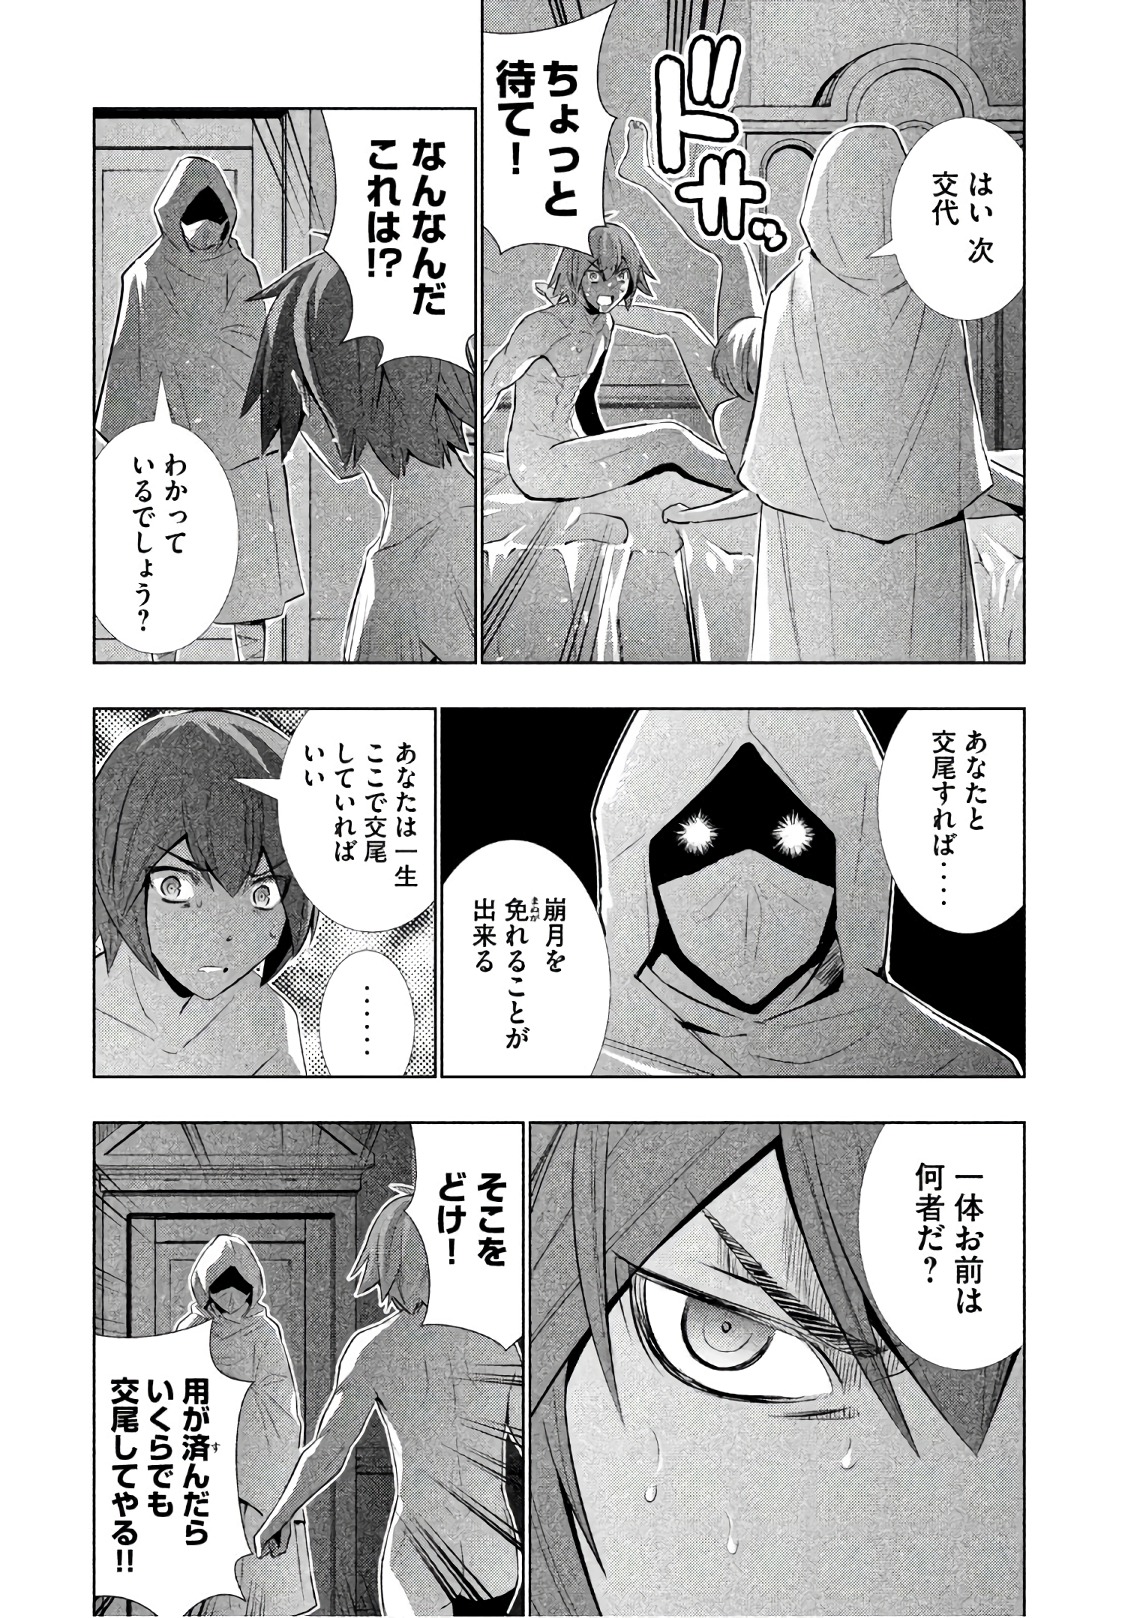 はい 次
交代
ドサッ
ちょっと
待て！
なんなんだ
これは！？
わかって
いるでしょう？
あなたと
交尾すれば‥‥
崩月を
免れることが
まぬが
出来る
あなたは一生
ここで交尾
していれば
いい
‥‥‥
一体お前は
何者だ？
そこを
どけ！
用が済んだら
す
いくらでも
交尾してやる！！